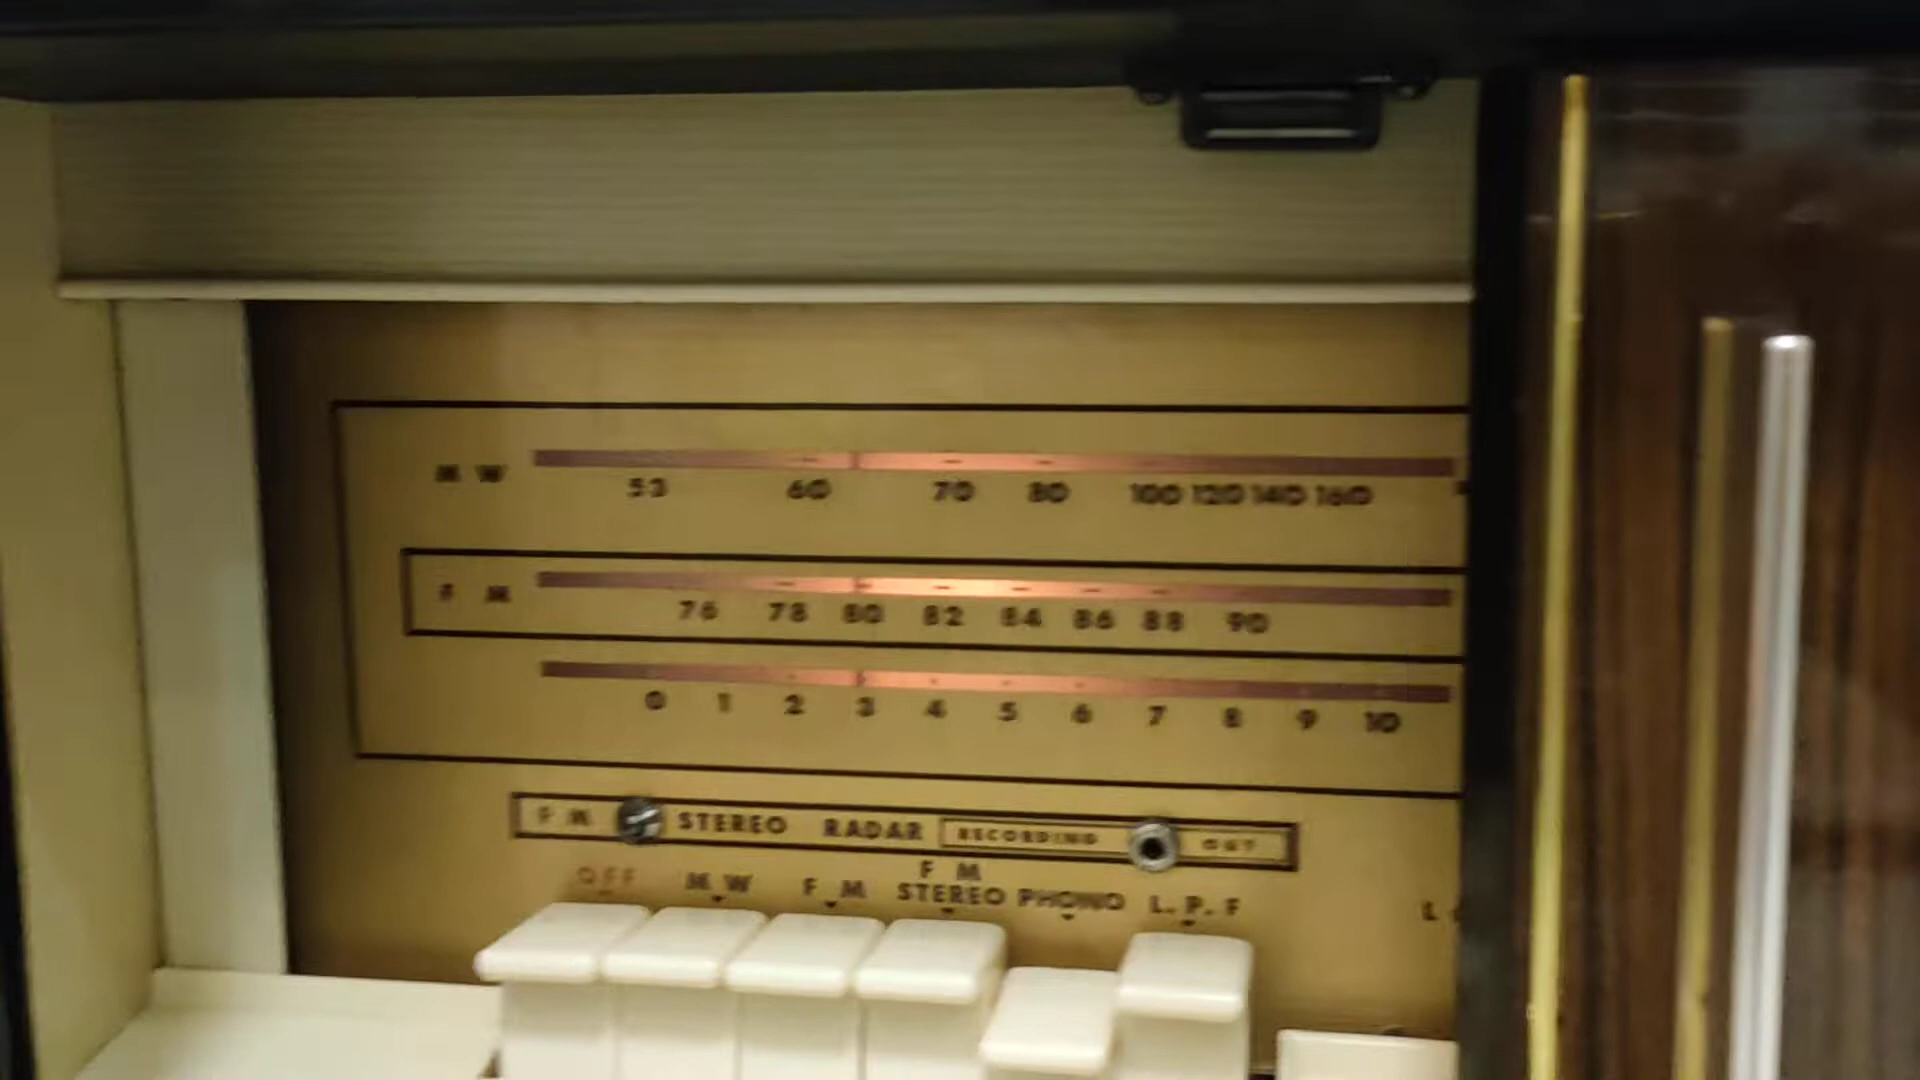 M W
53 60 70 80 100 120 140 160
F M
76 78 80 82 84 86 88 90
0 1 2 3 4 5 6 7 8 9 10
F M STEREO RADAR RECORDING OUT
OFF M W F M F M STEREO PHONO L. P. F
L